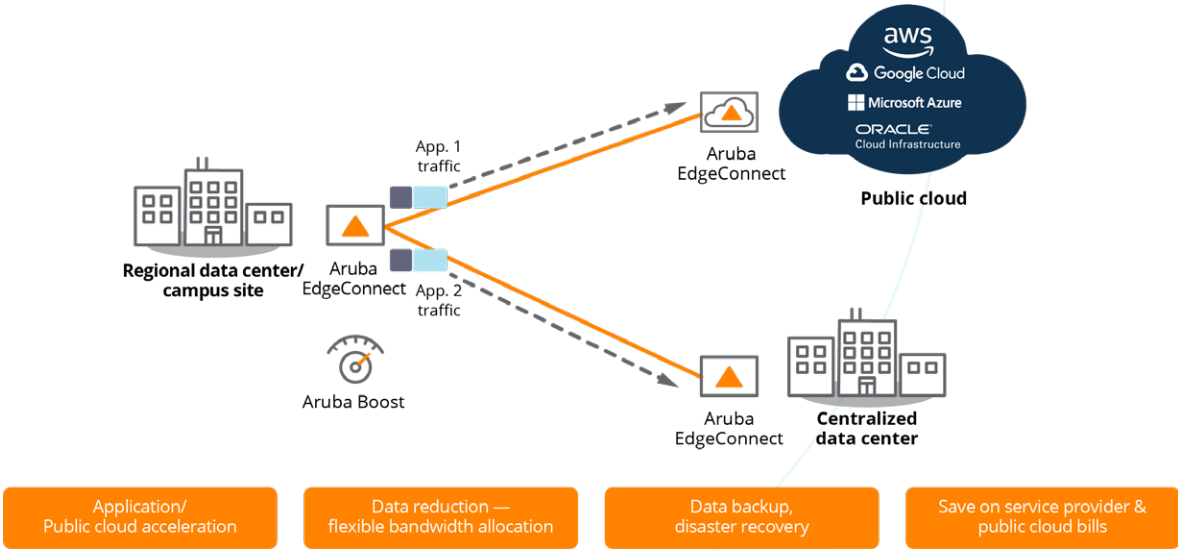 aws
Google Cloud
Microsoft Azure
ORACLE
Cloud Infrastructure
Public cloud
App. 1
traffic
Aruba
EdgeConnect
Regional data center/
campus site
Aruba
EdgeConnect
App. 2
traffic
Aruba Boost
Aruba
EdgeConnect
Centralized
data center
Application/
Public cloud acceleration
Data reduction —
flexible bandwidth allocation
Data backup,
disaster recovery
Save on service provider &
public cloud bills